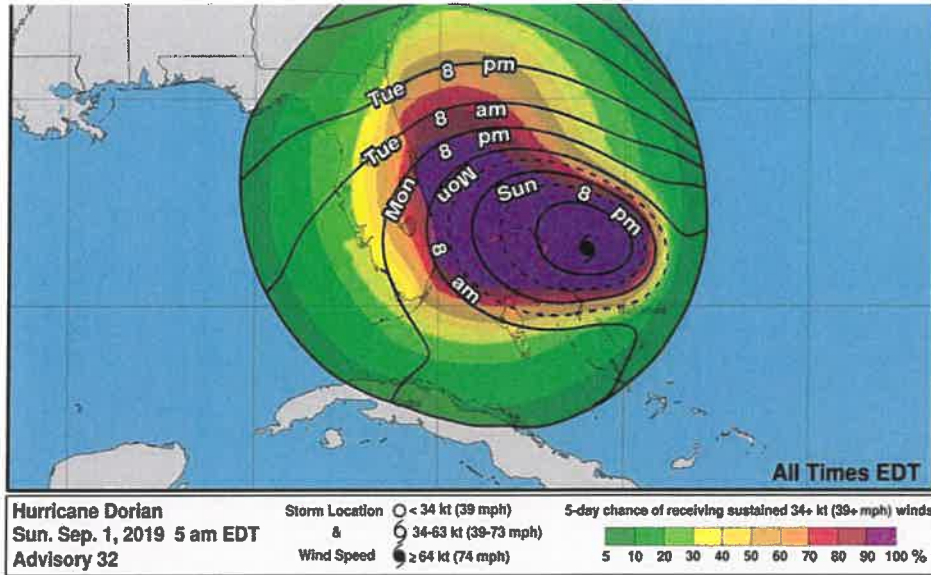 Tue 8 pm
Tue 8 am
Mon 8 pm
Mon 8 am
Sun 8 pm
All Times EDT
Hurricane Dorian
Sun. Sep. 1, 2019 5 am EDT
Advisory 32
Storm Location
&
Wind Speed
< 34 kt (39 mph)
34-63 kt (39-73 mph)
≥ 64 kt (74 mph)
5-day chance of receiving sustained 34+ kt (39+ mph) winds
5 10 20 30 40 50 60 70 80 90 100 %